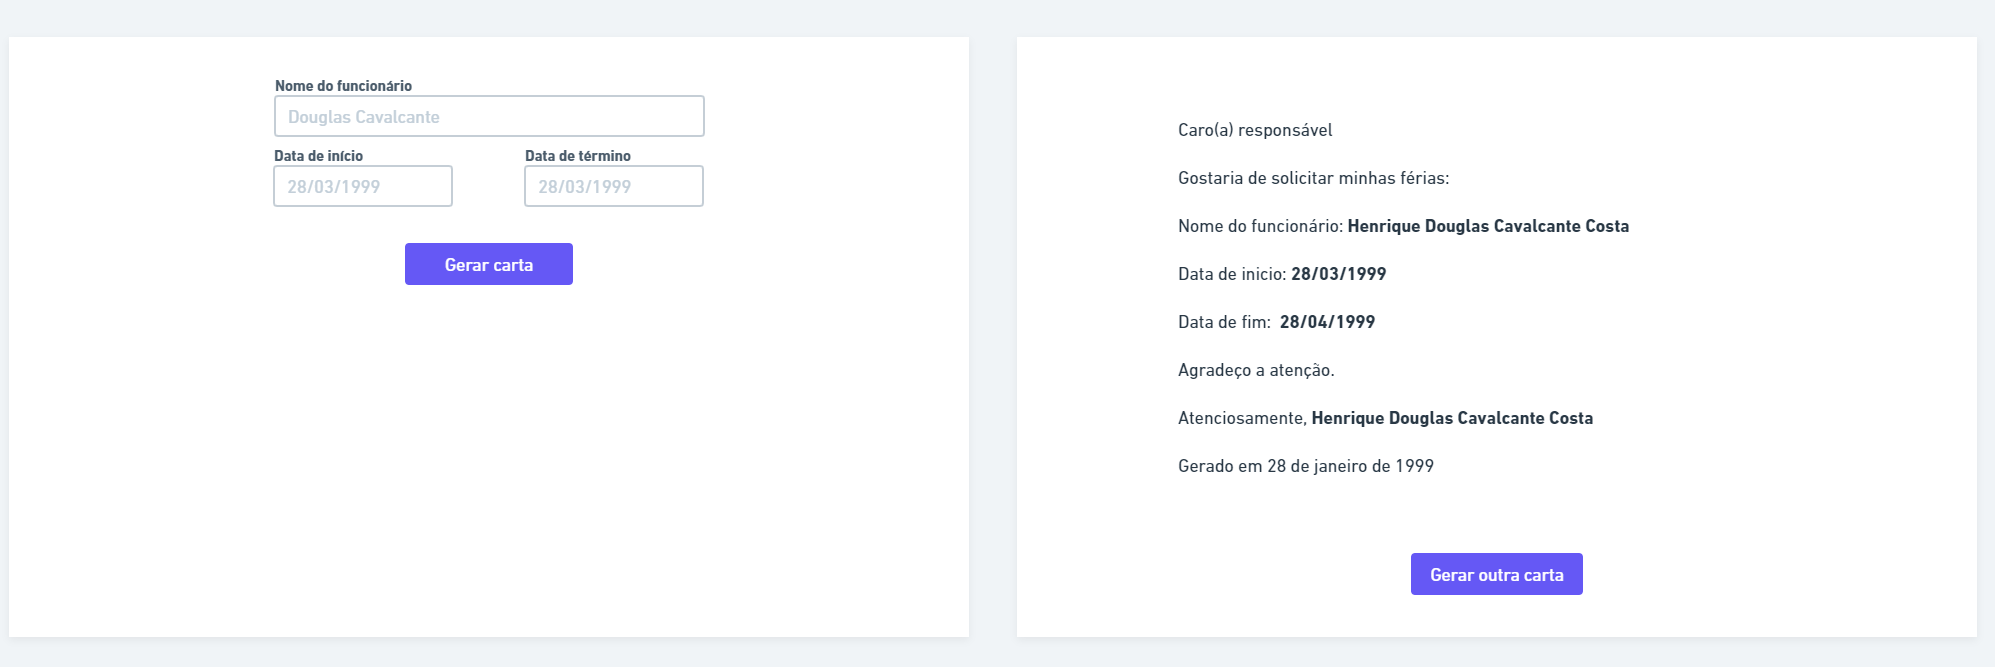 Nome do funcionário
Douglas Cavalcante
Data de início
Data de término
28/03/1999
28/03/1999
Gerar carta
Caro(a) responsável
Gostaria de solicitar minhas férias:
Nome do funcionário: Henrique Douglas Cavalcante Costa
Data de inicio: 28/03/1999
Data de fim: 28/04/1999
Agradeço a atenção.
Atenciosamente, Henrique Douglas Cavalcante Costa
Gerado em 28 de janeiro de 1999
Gerar outra carta